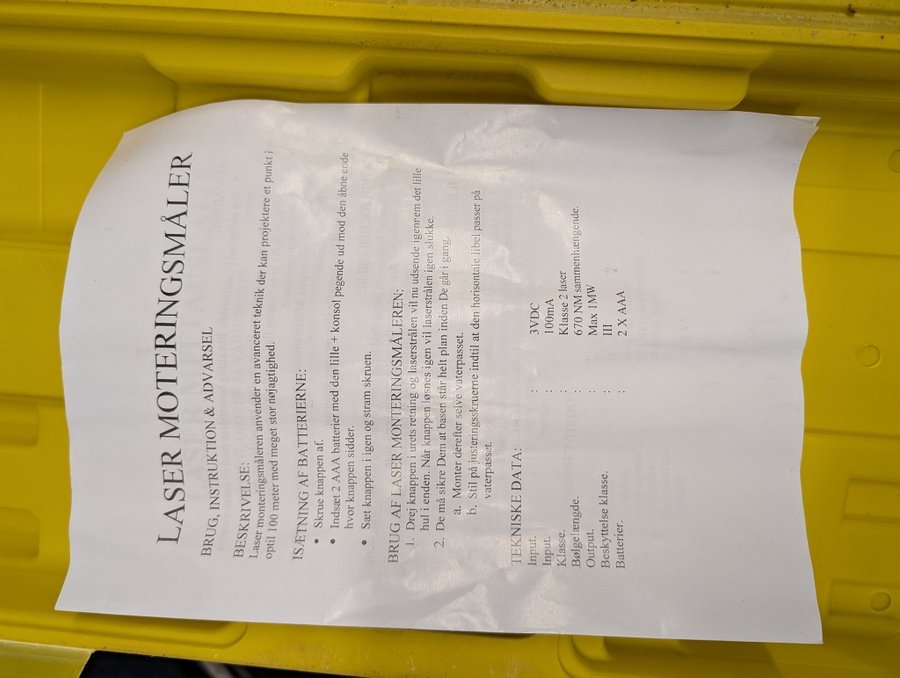 LASER MOTERINGSMÅLER
BRUG, INSTRUKTION & ADVARSEL
BESKRIVELSE:
Laser monteringsmåleren anvender en avanceret teknik der kan projektere et punkt i
optil 100 meter med meget stor nøjagtighed.
ISÆTNING AF BATTERIERNE:
• Skrue knappen af.
• Indsæt 2 AAA batterier med den lille + konsol pegende ud mod den åbne ende
hvor knappen sidder.
• Sæt knappen i igen og stram skruen.
BRUG AF LASER MONTERINGSMÅLEREN:
1. Drej knappen i urets retning og laserstrålen vil nu udsende igennem det lille
hul i enden. Når knappen løsnes igen vil laserstrålen igen slukke.
2. De må sikre Dem at basen står helt plan inden De går i gang.
a. Monter derefter selve vaterpasset.
b. Stil på justeringsskruerne indtil at den horisontale libel passer på
vaterpasset.
TEKNISKE DATA:
Input. : 3VDC
Input. : 100mA
Klasse. : Klasse 2 laser
Bølgelængde. : 670 NM sammenhængende.
Output. : Max 1MW
Beskyttelse klasse. : III
Batterier. : 2 X AAA